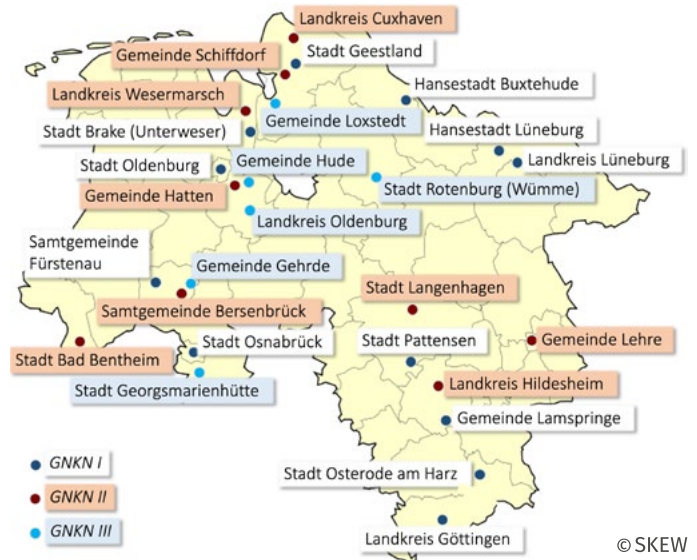 Landkreis Cuxhaven
Gemeinde Schiffdorf
Stadt Geestland
Landkreis Wesermarsch
Hansestadt Buxtehude
Gemeinde Loxstedt
Stadt Brake (Unterweser)
Hansestadt Lüneburg
Stadt Oldenburg
Gemeinde Hude
Landkreis Lüneburg
Gemeinde Hatten
Stadt Rotenburg (Wümme)
Landkreis Oldenburg
Samtgemeinde
Fürstenau
Gemeinde Gehrde
Stadt Langenhagen
Samtgemeinde Bersenbrück
Stadt Osnabrück
Stadt Pattensen
Gemeinde Lehre
Stadt Bad Bentheim
Landkreis Hildesheim
Stadt Georgsmarienhütte
Gemeinde Lamspringe
GNKN I
Stadt Osterode am Harz
GNKN II
GNKN III
Landkreis Göttingen
© SKEW